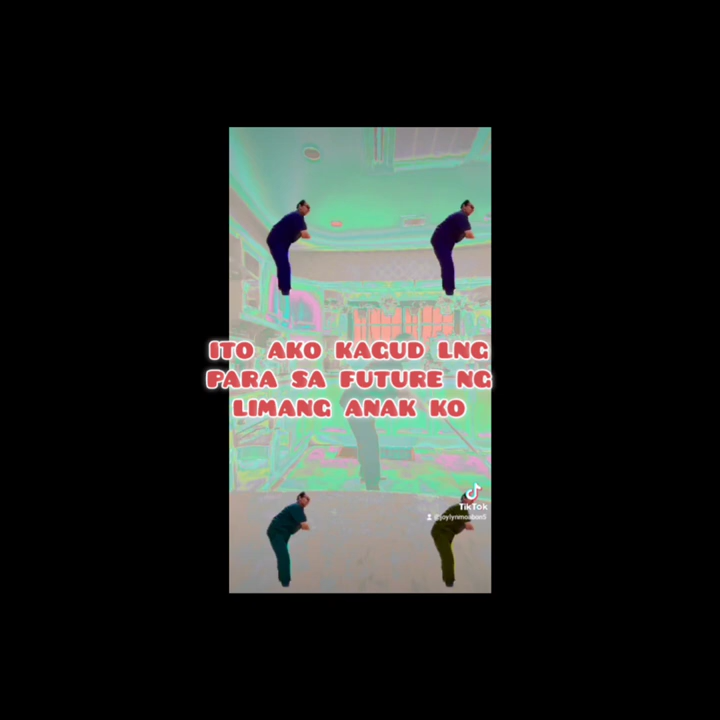 ITO AKO KAGUD LNG
PARA SA FUTURE NG
LIMANG ANAK KO
TikTok